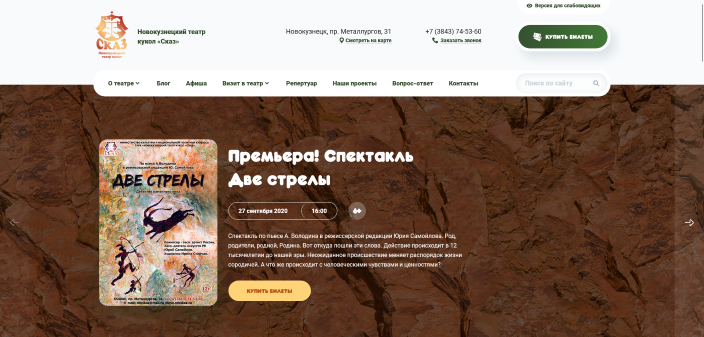 Версия для слабовидящих
СКАЗ
Новокузнецкий театр
кукол «Сказ»
Новокузнецк, пр. Металлургов, 31
Смотреть на карте
+7 (3843) 74-53-60
Заказать звонок
КУПИТЬ БИЛЕТЫ
О театре
Блог
Афиша
Визит в театр
Репертуар
Наши проекты
Вопрос-ответ
Контакты
Поиск по сайту
ДВЕ СТРЕЛЫ
12+
Премьера! Спектакль
Две стрелы
27 сентября 2020
16:00
6+
Спектакль по пьесе А. Володина в режиссерской редакции Юрия Самойлова. Род,
родители, родной, Родина. Вот откуда пошли эти слова. Действие происходит в 12
тысячелетии до нашей эры. Неожиданное происшествие меняет распорядок жизни
сородичей. А что же происходит с человеческими чувствами и ценностями?
КУПИТЬ БИЛЕТЫ